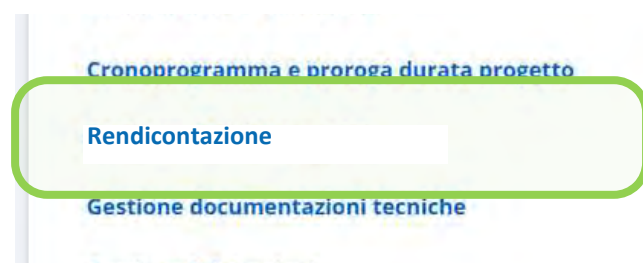 Cronoprogramma e proroga durata progetto
Rendicontazione
Gestione documentazioni tecniche